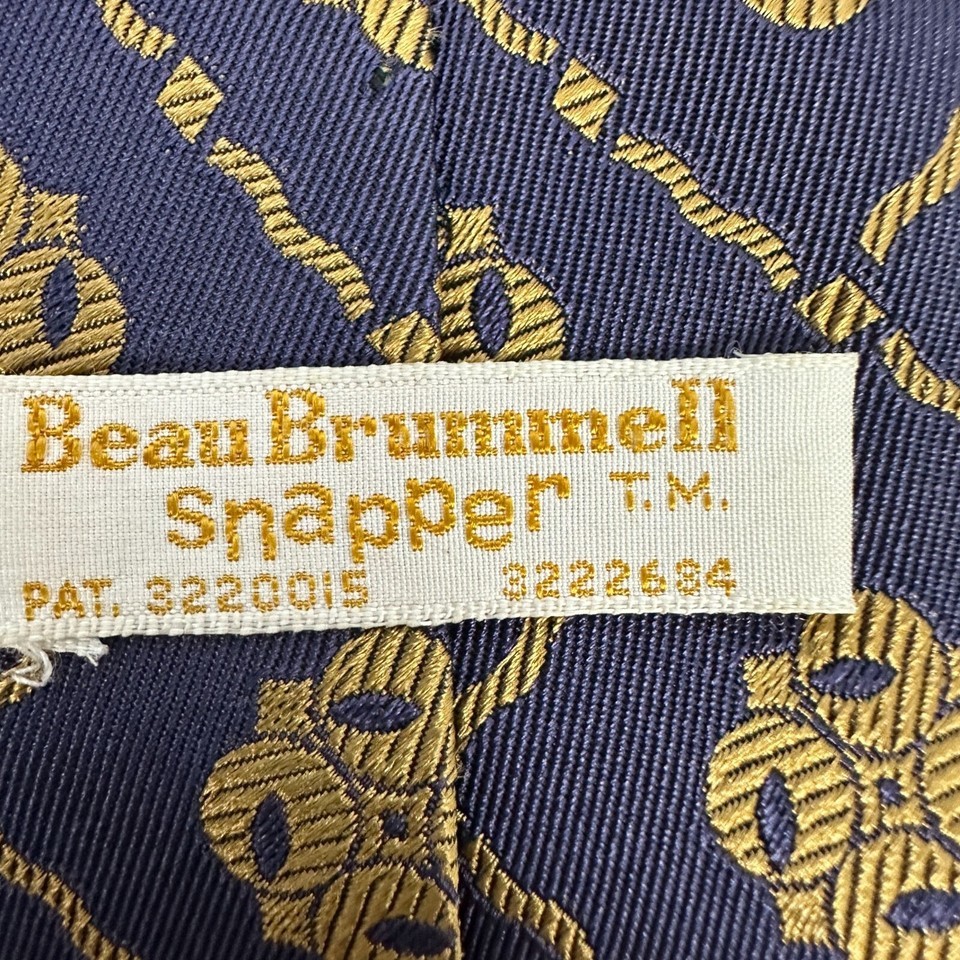 Beau Brummell
snapper T.M.
PAT. 3220015 3222684